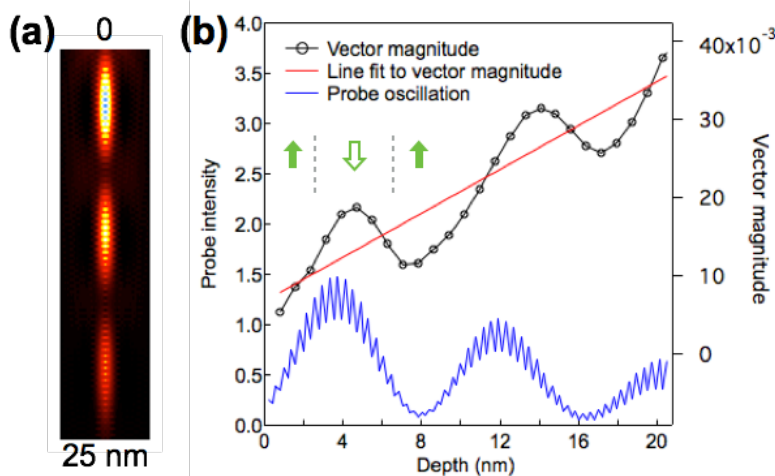 (a)
0
25 nm
(b)
4.0
3.5
3.0
2.5
2.0
1.5
1.0
0.5
0.0
Probe intensity
Vector magnitude
Line fit to vector magnitude
Probe oscillation
40x10-3
30
20
10
0
Vector magnitude
0
4
8
12
16
20
Depth (nm)